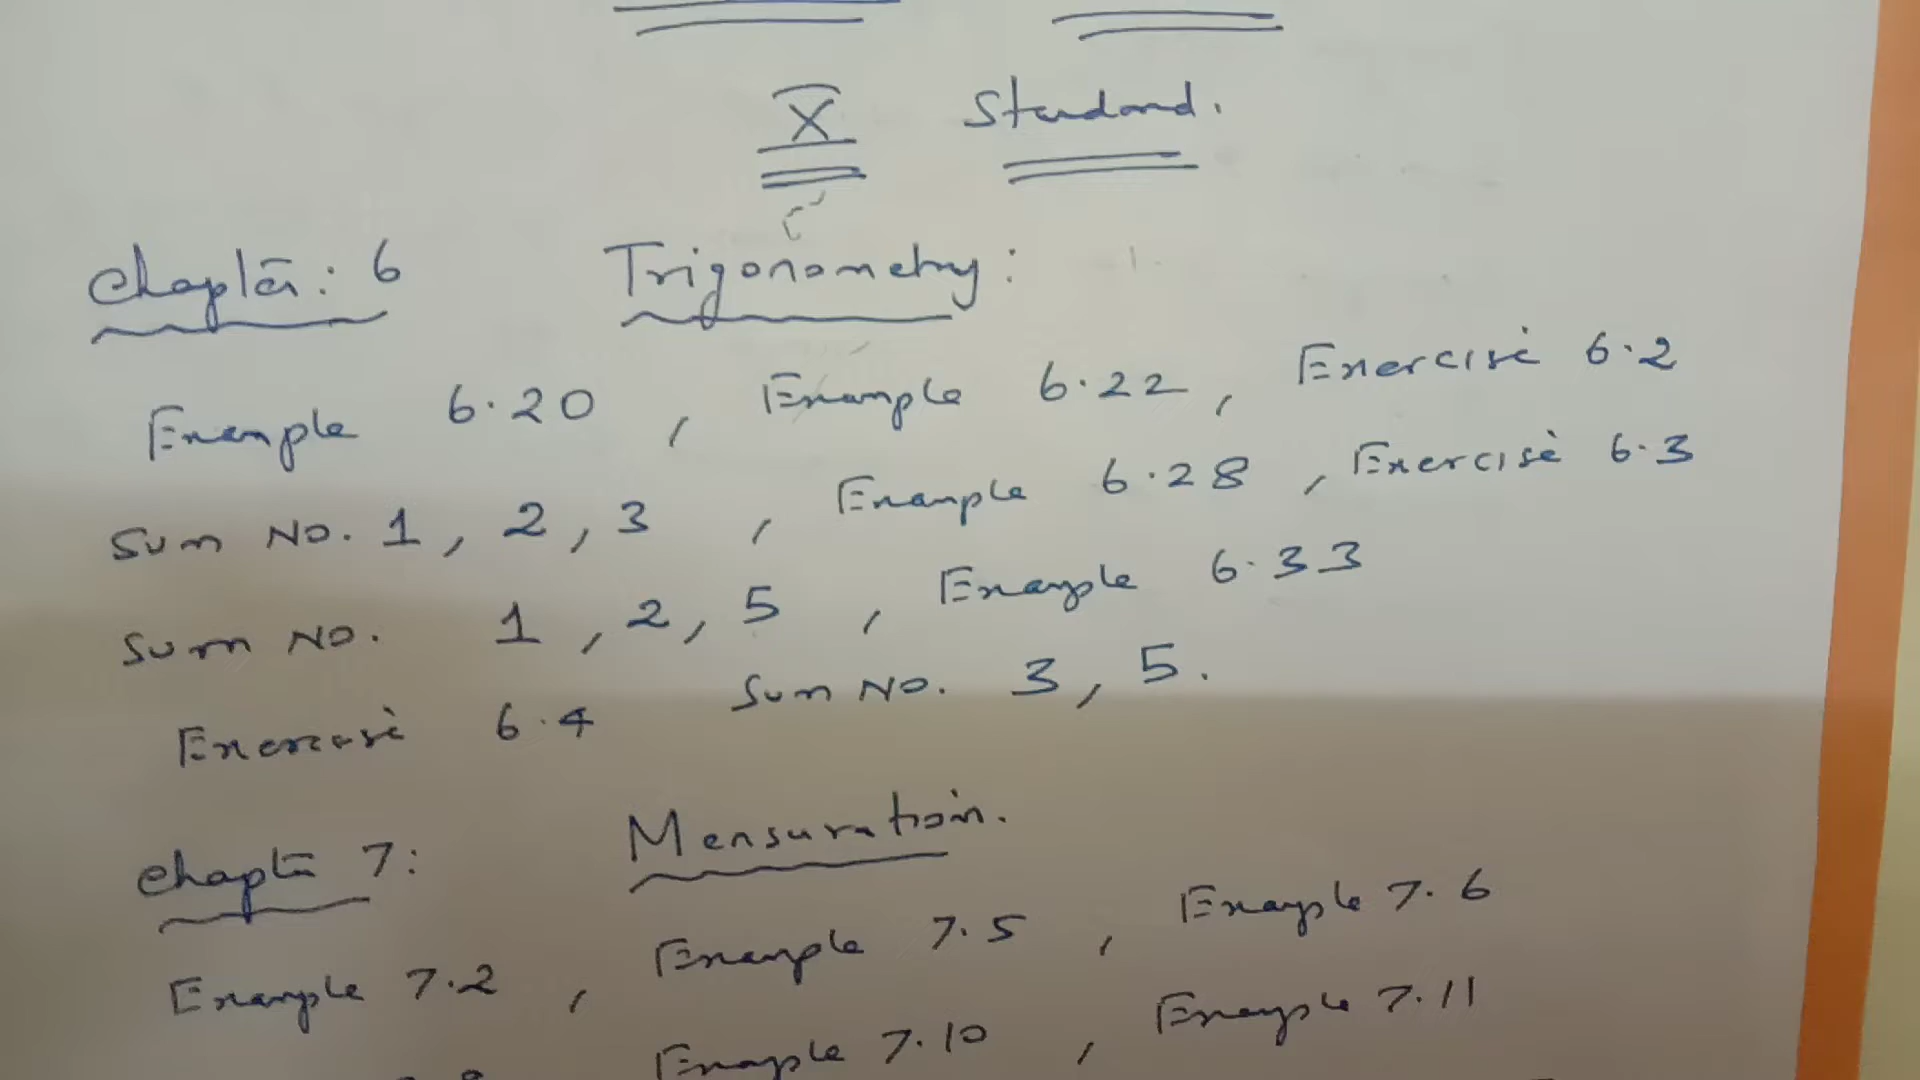 X Standard.
Chapter: 6 Trigonometry:
Example 6.20, Example 6.22, Exercise 6.2
Sum No. 1, 2, 3, Example 6.28, Exercise 6.3
Sum No. 1, 2, 5, Example 6.33
Exercise 6.4 Sum No. 3, 5.
Chapter 7: Mensuration.
Example 7.2, Example 7.5, Example 7.6
Example 7.10, Example 7.11